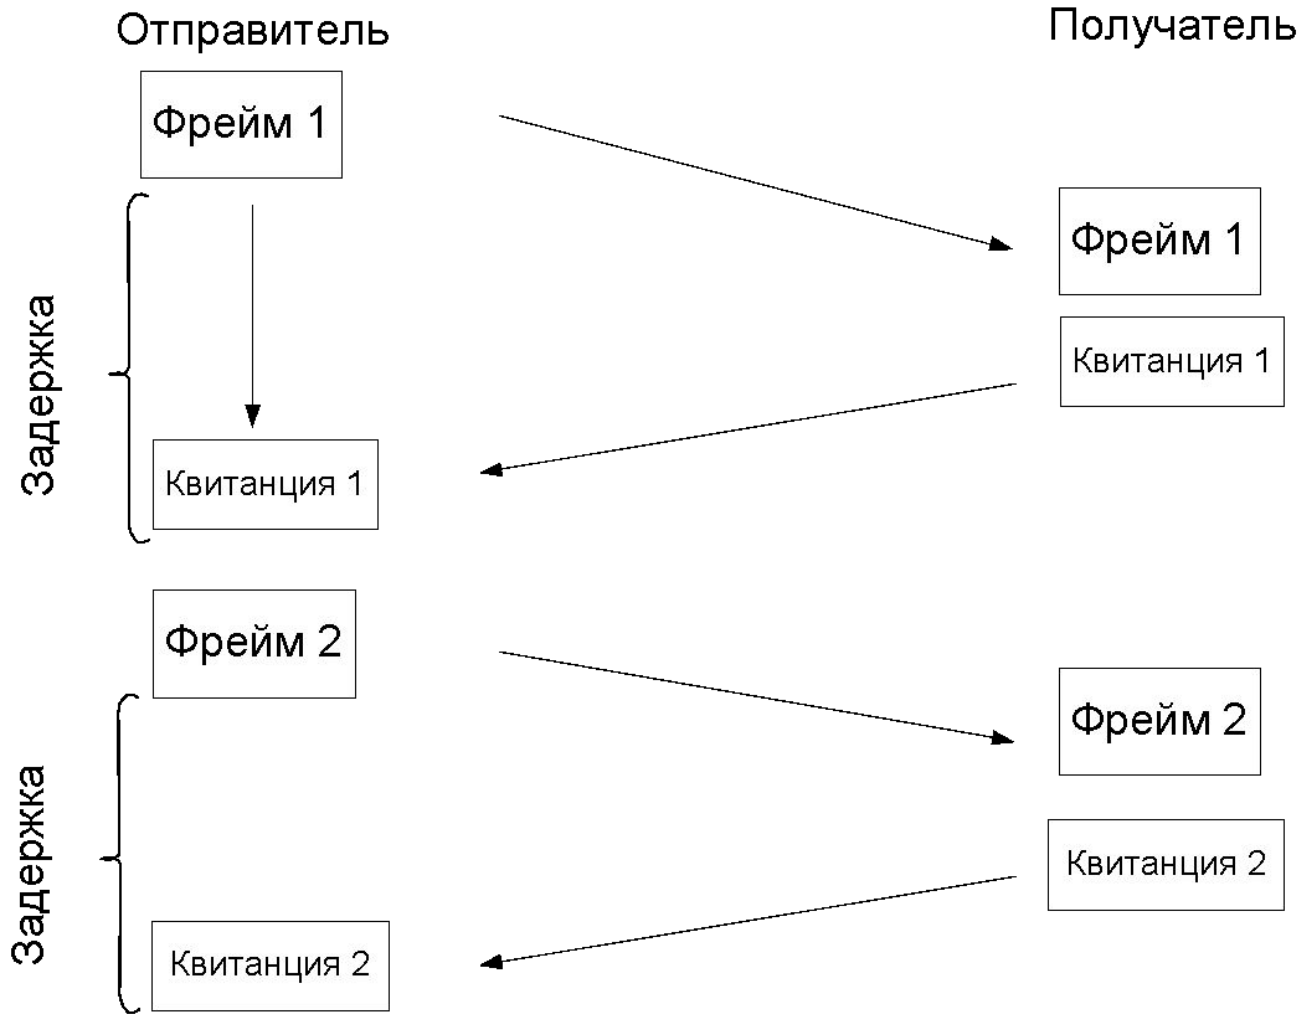 Отправитель
Получатель
Фрейм 1
Фрейм 1
Квитанция 1
Задержка
Квитанция 1
Фрейм 2
Фрейм 2
Квитанция 2
Задержка
Квитанция 2